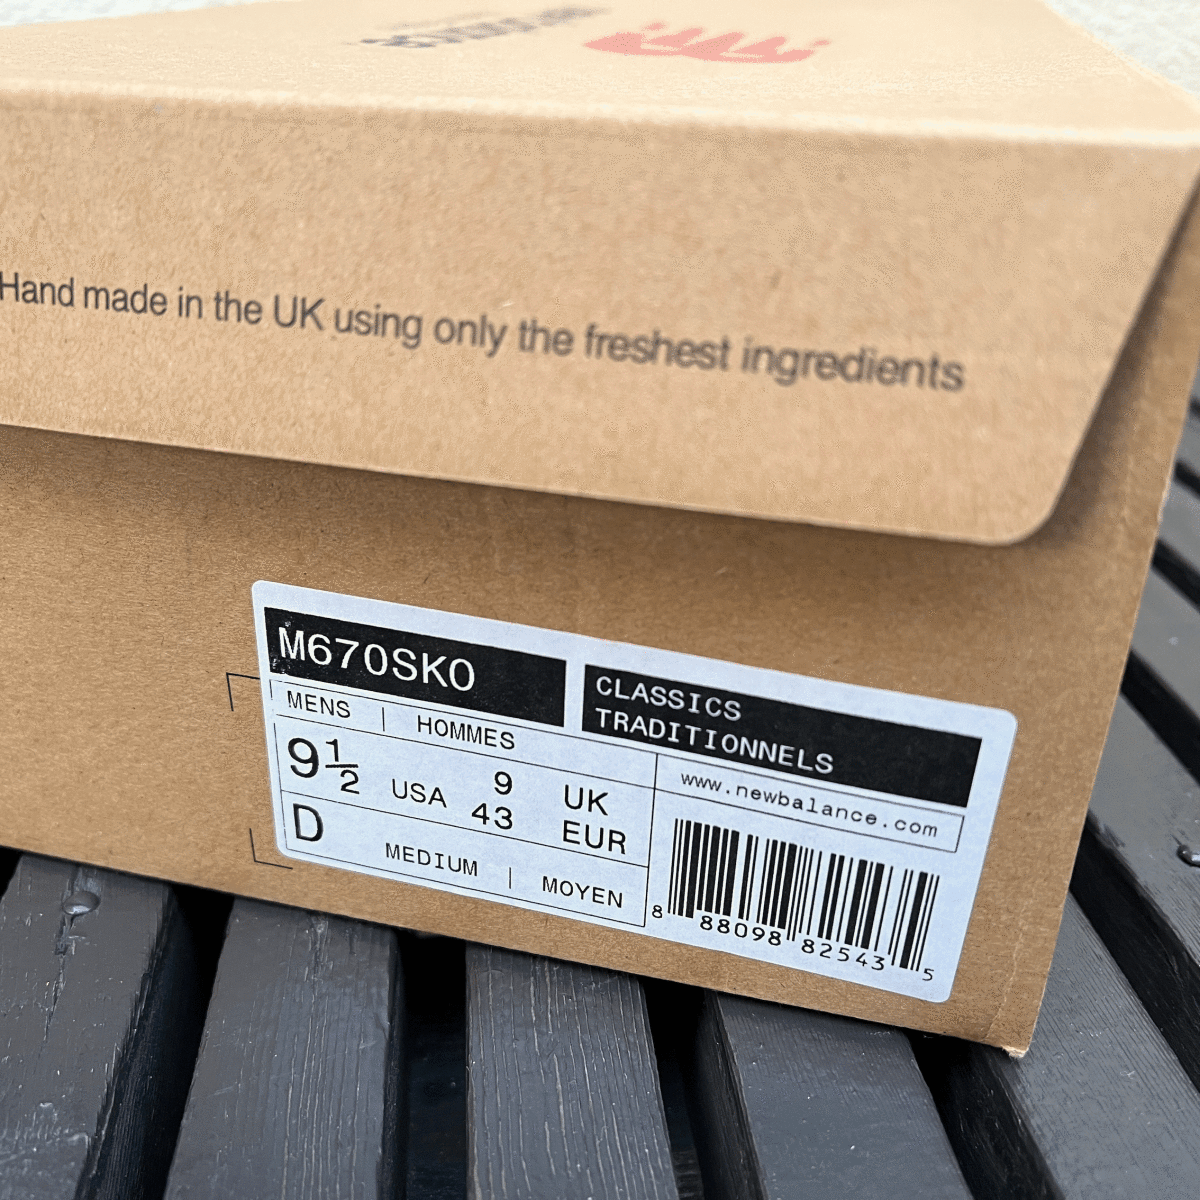 Hand made in the UK using only the freshest ingredients
M670SKO
CLASSICS
TRADITIONNELS
MENS | HOMMES
9½ USA
9 UK
43 EUR
D
MEDIUM | MOYEN
www.newbalance.com
8 88098 82543 5